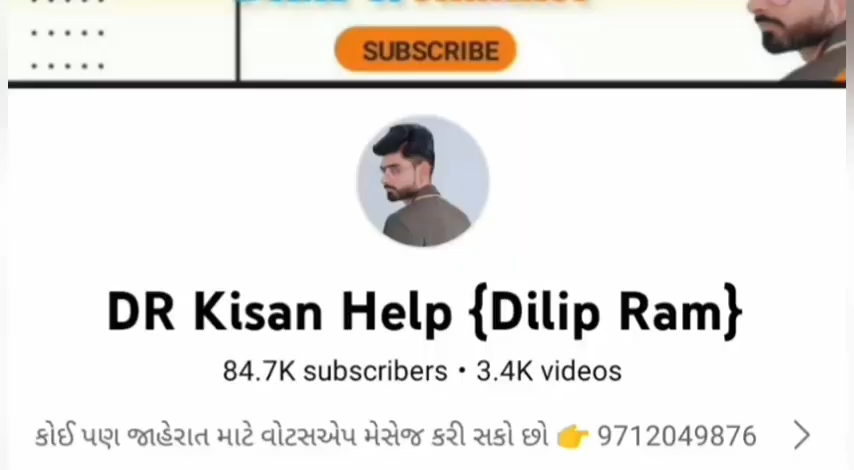 SUBSCRIBE
DR Kisan Help {Dilip Ram}
84.7K subscribers • 3.4K videos
કોઈ પણ જાહેરાત માટે વોટસએપ મેસેજ કરી સકો છો 👉 9712049876